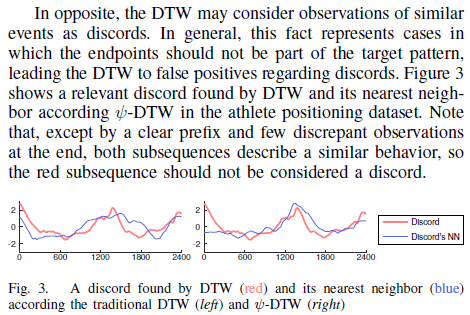 In opposite, the DTW may consider observations of similar
events as discords. In general, this fact represents cases in
which the endpoints should not be part of the target pattern,
leading the DTW to false positives regarding discords. Figure 3
shows a relevant discord found by DTW and its nearest neigh-
bor according ψ-DTW in the athlete positioning dataset. Note
that, except by a clear prefix and few discrepant observations
at the end, both subsequences describe a similar behavior, so
the red subsequence should not be considered a discord.
2
0
-2
0 600 1200 1800 2400
2
0
-2
0 600 1200 1800 2400
Discord
Discord's NN
Fig. 3. A discord found by DTW (red) and its nearest neighbor (blue)
according the traditional DTW (left) and ψ-DTW (right)